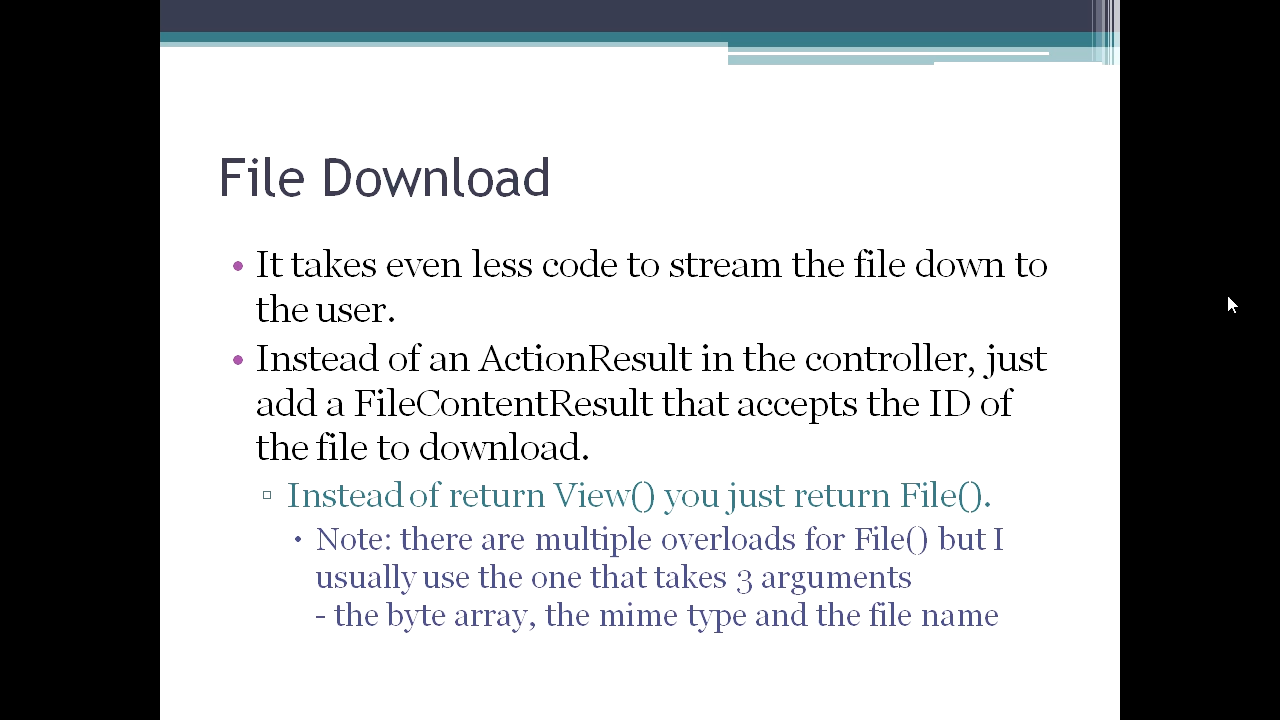 File Download
• It takes even less code to stream the file down to
the user.
• Instead of an ActionResult in the controller, just
add a FileContentResult that accepts the ID of
the file to download.
▫ Instead of return View() you just return File().
• Note: there are multiple overloads for File() but I
usually use the one that takes 3 arguments
- the byte array, the mime type and the file name